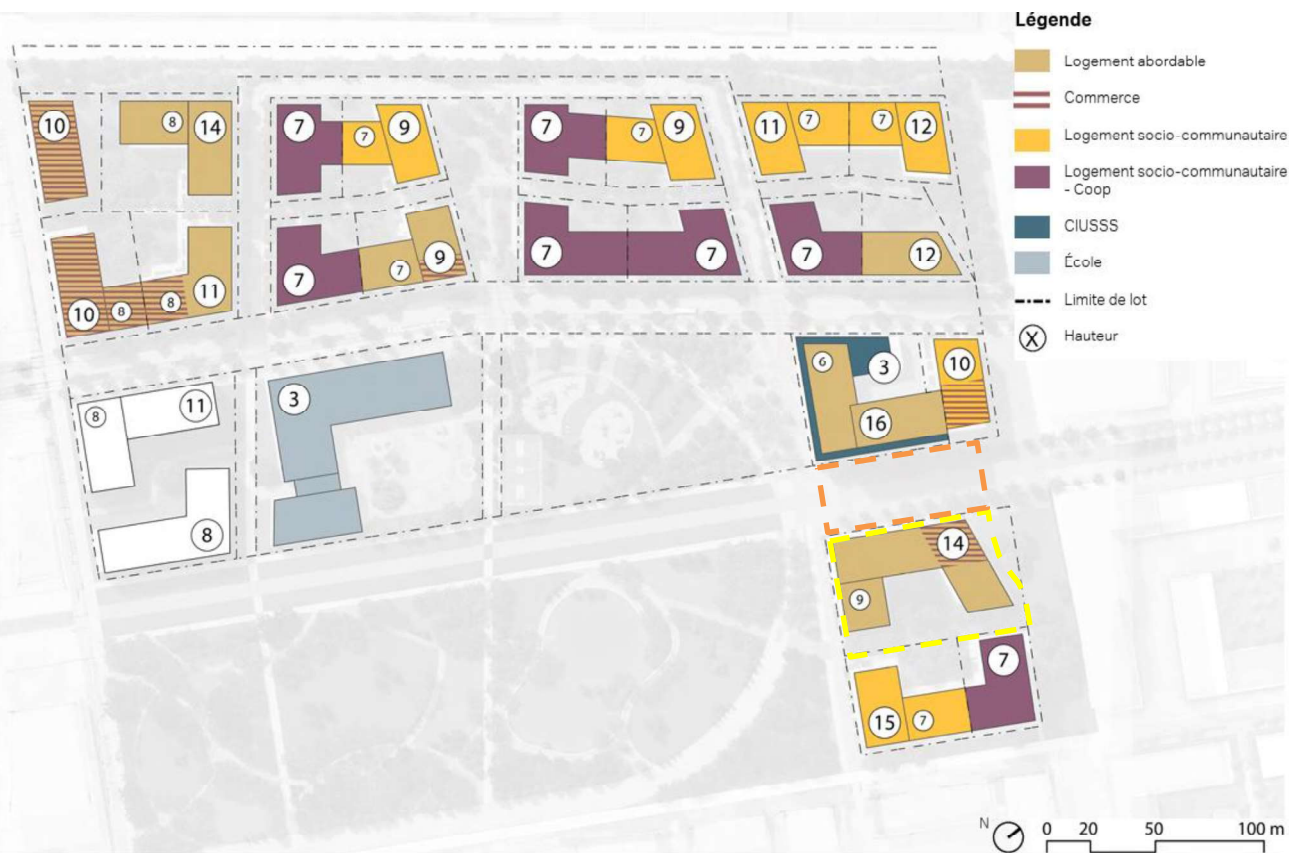 Légende
Logement abordable
Commerce
Logement socio-communautaire
Logement socio-communautaire
- Coop
CIUSSS
École
Limite de lot
X Hauteur
10 8 14 7 7 9 7 7 9 11 7 7 12
10 8 8 11 7 7 9 7 7 7 12
8 11 3 6 3 10
16
8
14
9
7
15 7
N 0 20 50 100 m